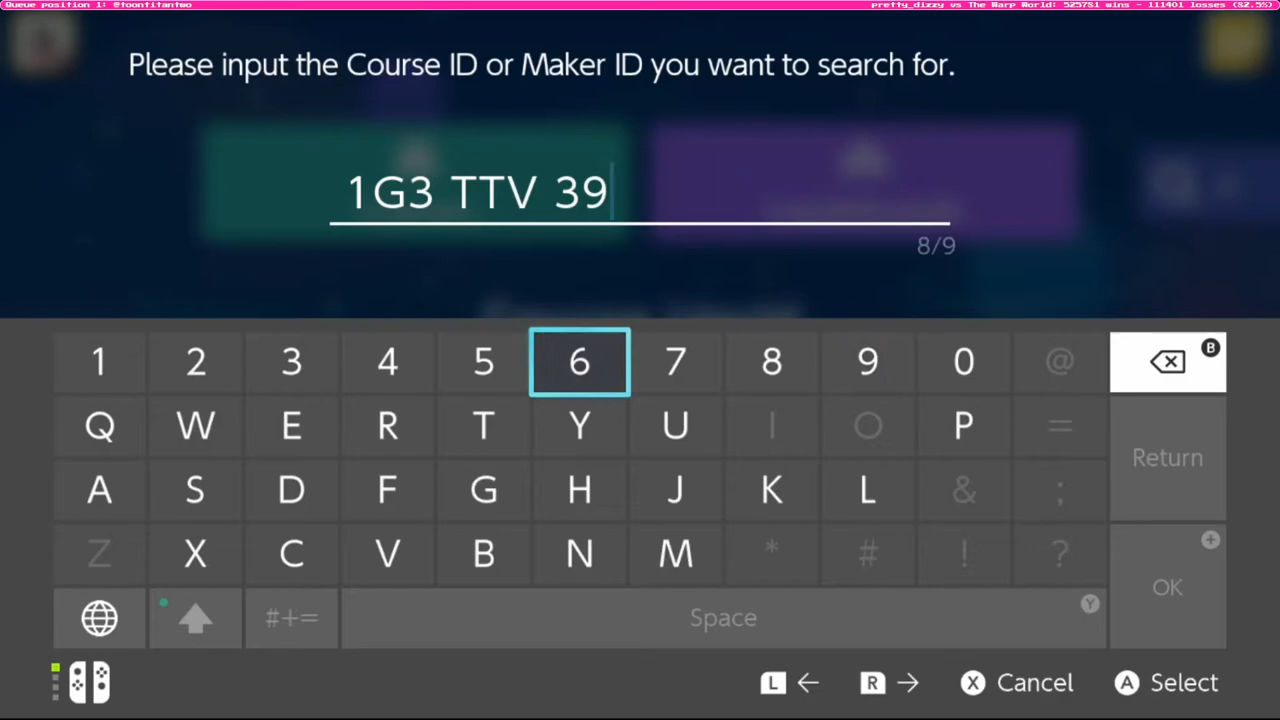 Queue position 1: @toontitantwo pretty_dizzy vs The Warp World: 525781 wins - 111401 losses (82.5%)
Please input the Course ID or Maker ID you want to search for.
1G3 TTV 39
8/9
1 2 3 4 5 6 7 8 9 0 @ B
Q W E R T Y U I O P =
Return
A S D F G H J K L & ;
Z X C V B N M * # ! ? +
OK
#+= Space Y
L ← R → X Cancel A Select